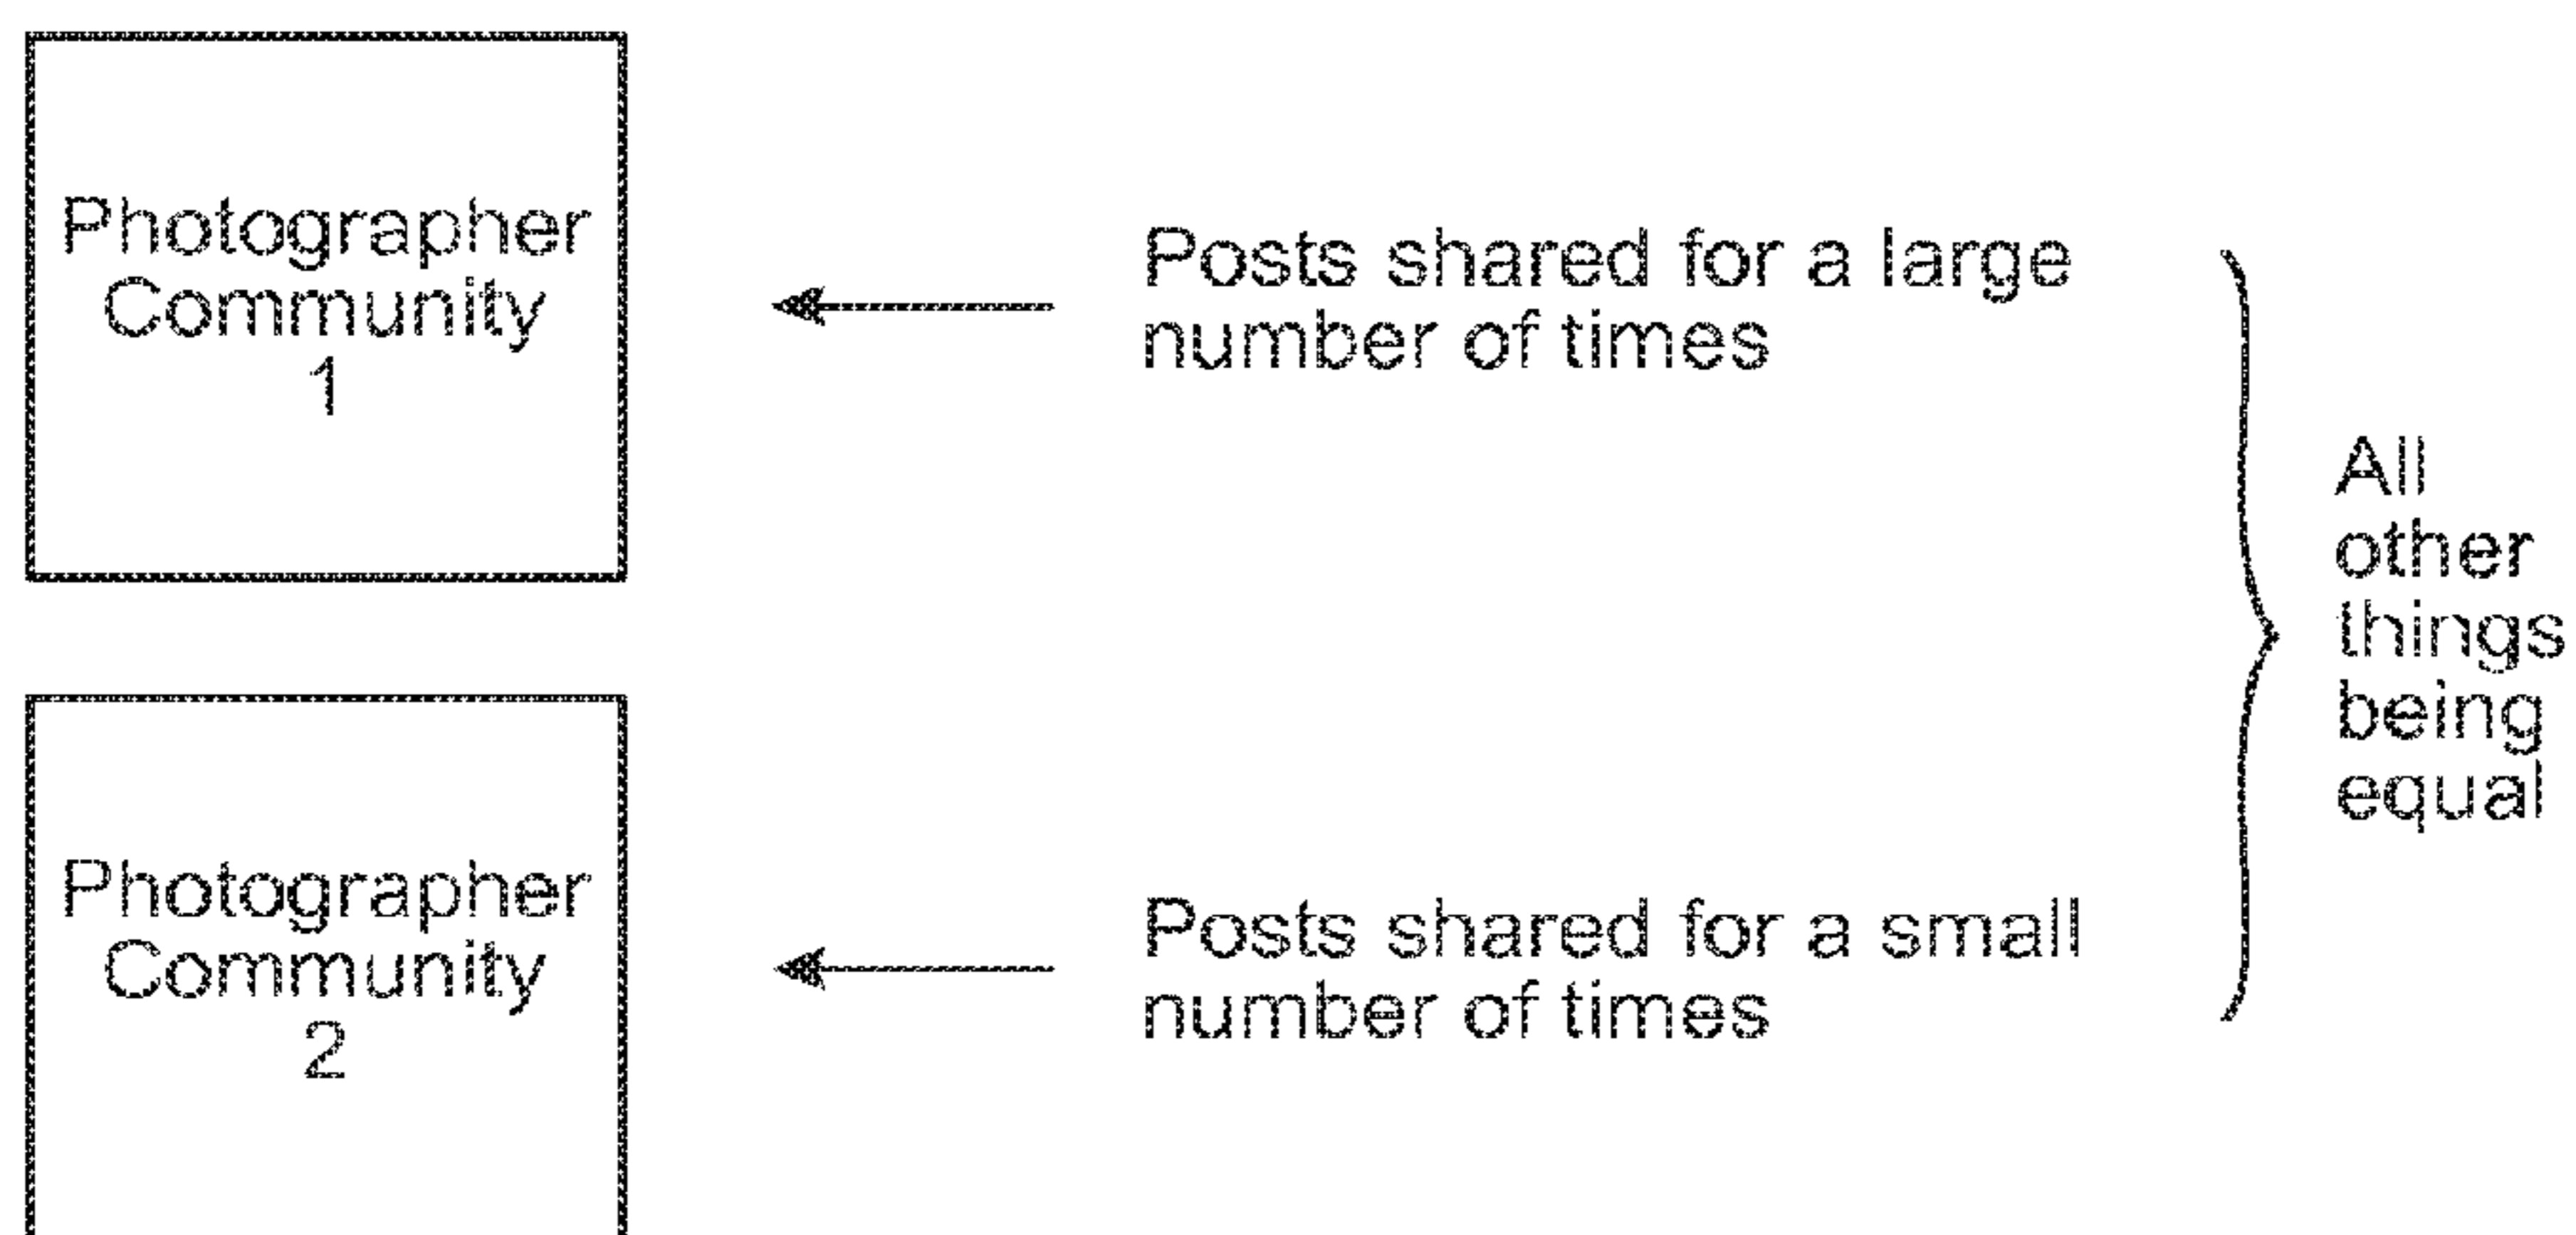 Photographer
Community
1
Posts shared for a large
number of times
All
other
things
being
equal
Photographer
Community
2
Posts shared for a small
number of times